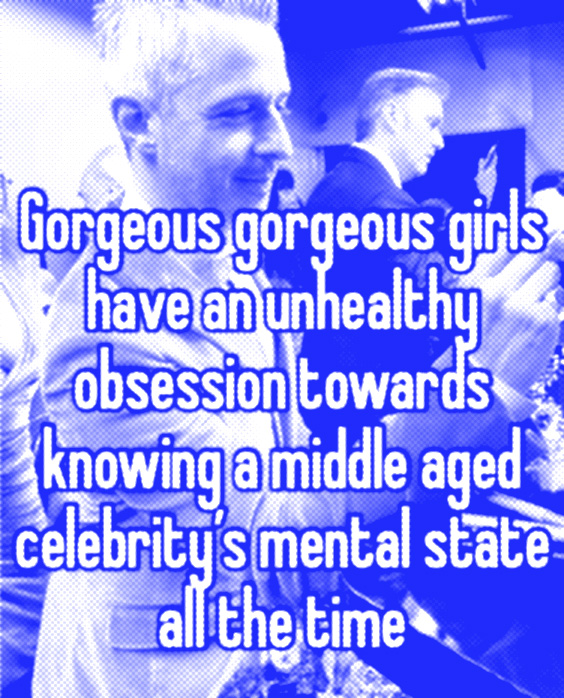 Gorgeous gorgeous girls
have an unhealthy
obsession towards
knowing a middle aged
celebrity's mental state
all the time